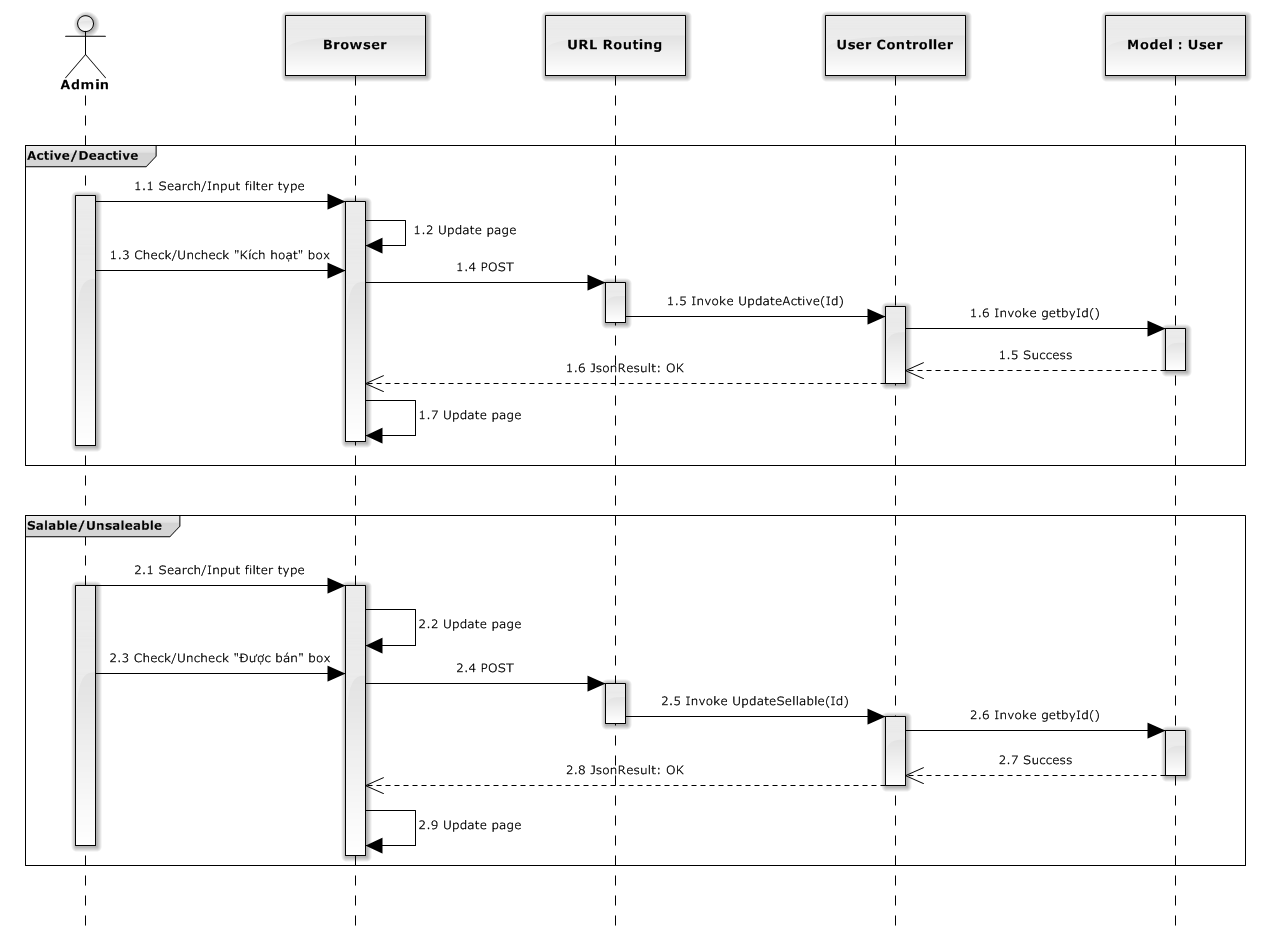 Admin
Browser
URL Routing
User Controller
Model : User
Active/Deactive
1.1 Search/Input filter type
1.2 Update page
1.3 Check/Uncheck "Kích hoạt" box
1.4 POST
1.5 Invoke UpdateActive(Id)
1.6 Invoke getbyId()
1.5 Success
1.6 JsonResult: OK
1.7 Update page
Salable/Unsaleable
2.1 Search/Input filter type
2.2 Update page
2.3 Check/Uncheck "Được bán" box
2.4 POST
2.5 Invoke UpdateSellable(Id)
2.6 Invoke getbyId()
2.7 Success
2.8 JsonResult: OK
2.9 Update page